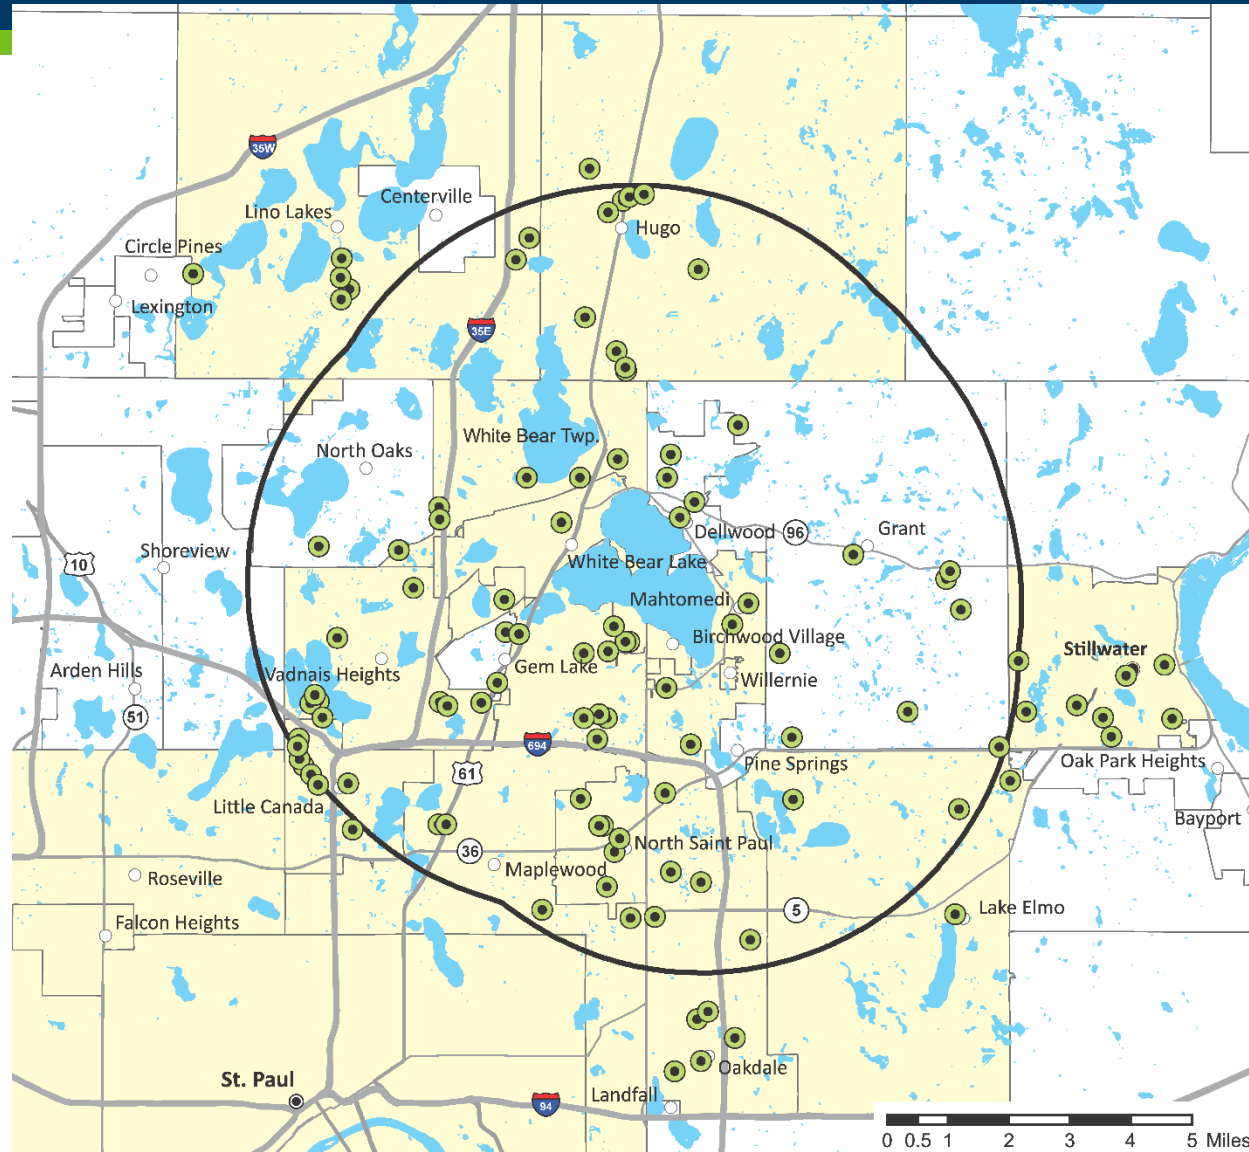 35W
Centerville
Lino Lakes
Hugo
Circle Pines
Lexington
35E
White Bear Twp.
North Oaks
Dellwood
96
Grant
Shoreview
10
White Bear Lake
Mahtomedi
Birchwood Village
Stillwater
Arden Hills
Vadnais Heights
Gem Lake
Willernie
51
694
Pine Springs
Oak Park Heights
61
Little Canada
Bayport
North Saint Paul
36
Maplewood
Roseville
5
Lake Elmo
Falcon Heights
Oakdale
St. Paul
Landfall
94
0 0.5 1 2 3 4 5 Miles